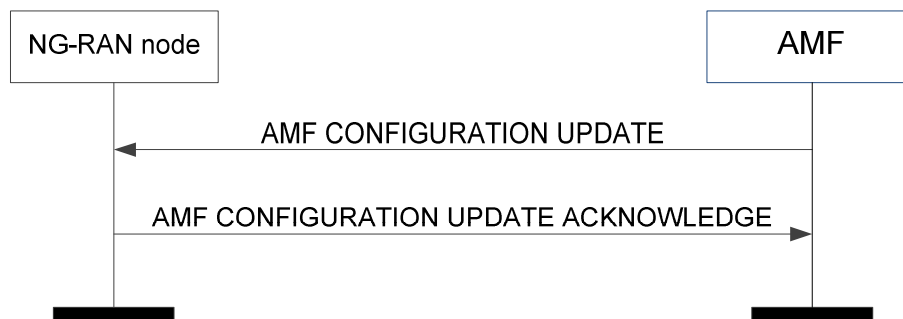 NG-RAN node
AMF
AMF CONFIGURATION UPDATE
AMF CONFIGURATION UPDATE ACKNOWLEDGE